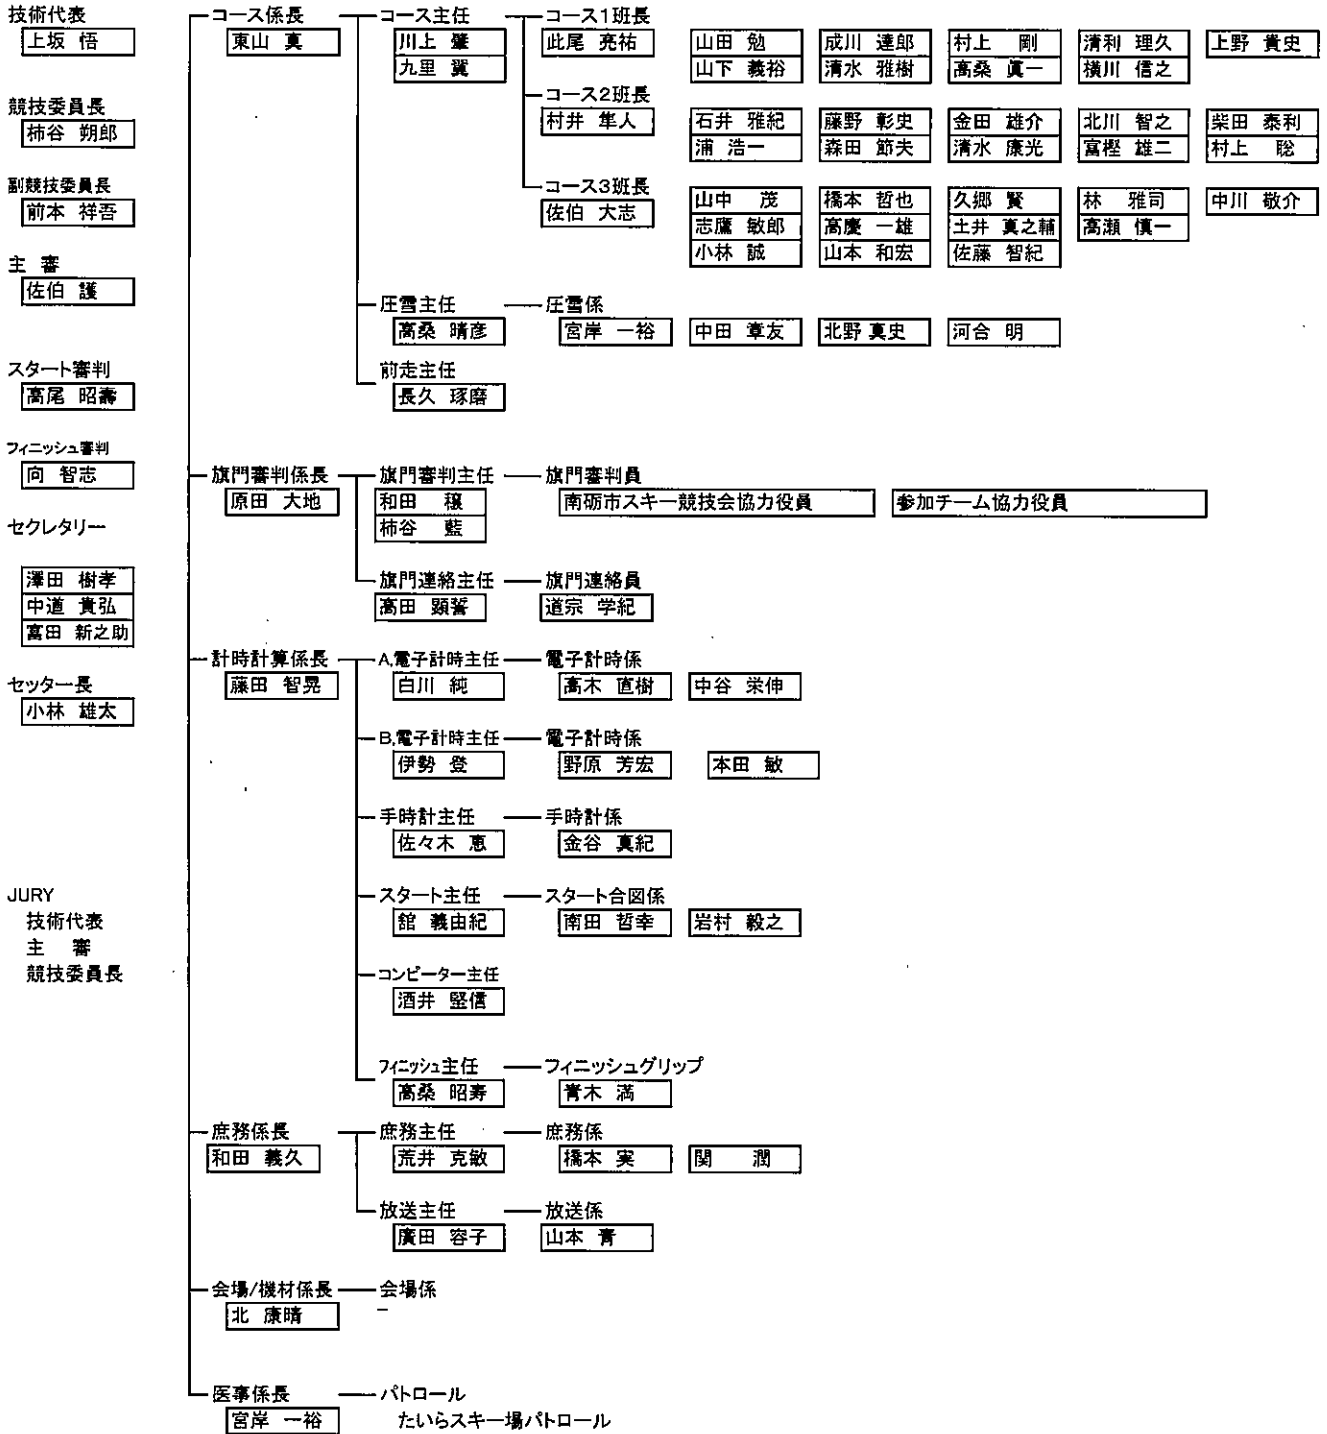 技術代表
上坂 悟
競技委員長
柿谷 朔郎
副競技委員長
前本 祥吾
主 審
佐伯 護
スタート審判
高尾 昭壽
フィニッシュ審判
向 智志
セクレタリー
澤田 樹孝
中道 貴弘
富田 新之助
セッター長
小林 雄太
JURY
技術代表
主 審
競技委員長
コース係長
東山 真
コース主任
川上 肇
九里 翼
コース1班長
此尾 亮祐
山田 勉 成川 達郎 村上 剛 清利 理久 上野 貴史
山下 義裕 清水 雅樹 高桑 眞一 横川 信之
コース2班長
村井 隼人
石井 雅紀 藤野 彰史 金田 雄介 北川 智之 柴田 泰利
浦 浩一 森田 節夫 清水 康光 富樫 雄二 村上 聡
コース3班長
佐伯 大志
山中 茂 橋本 哲也 久郷 賢 林 雅司 中川 敬介
志鷹 敏郎 高慶 一雄 土井 真之輔 高瀬 慎一
小林 誠 山本 和宏 佐藤 智紀
圧雪主任 圧雪係
高桑 晴彦 宮岸 一裕 中田 章友 北野 真史 河合 明
前走主任
長久 琢磨
旗門審判係長
原田 大地
旗門審判主任 旗門審判員
和田 穣 南砺市スキー競技会協力役員 参加チーム協力役員
柿谷 藍
旗門連絡主任 旗門連絡員
高田 顕誓 道宗 学紀
計時計算係長
藤田 智晃
A,電子計時主任 電子計時係
白川 純 高木 直樹 中谷 栄伸
B,電子計時主任 電子計時係
伊勢 登 野原 芳宏 本田 敏
手時計主任 手時計係
佐々木 恵 金谷 真紀
スタート主任 スタート合図係
舘 義由紀 南田 哲幸 岩村 毅之
コンピーター主任
酒井 堅信
フィニッシュ主任 フィニッシュグリップ
高桑 昭寿 青木 満
庶務係長
和田 義久
庶務主任 庶務係
荒井 克敏 橋本 実 関 潤
放送主任 放送係
廣田 容子 山本 青
会場/機材係長 会場係
北 康晴 –
医事係長 パトロール
宮岸 一裕 たいらスキー場パトロール